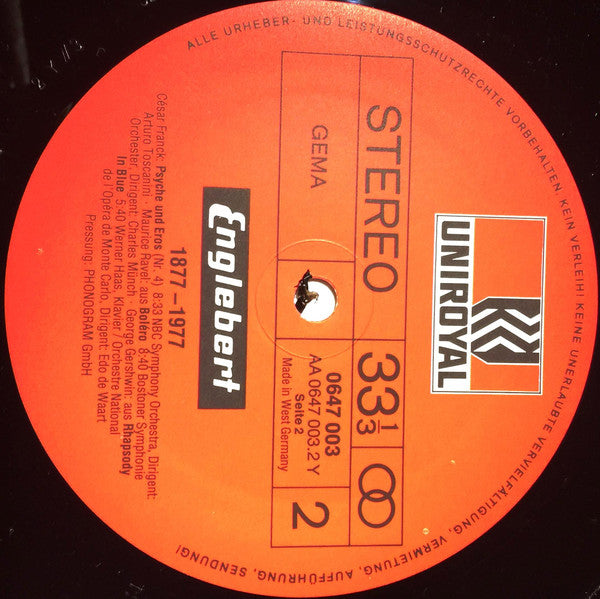 ALLE URHEBER- UND LEISTUNGSSCHUTZRECHTE VORBEHALTEN, KEIN VERLEIH! KEINE UNERLAUBTE VERVIELFÄLTIGUNG, VERMIETUNG, AUFFÜHRUNG, SENDUNG!
UNIROYAL
STEREO
33 1/3
GEMA
0647 003
AA 0647 003.2 Y
Seite 2
Made in West Germany
2
Englebert
1877–1977
César Franck: Psyche und Eros (Nr. 4) 8:33 NBC Symphony Orchestra, Dirigent:
Arturo Toscanini · Maurice Ravel: aus Boléro 8:40 Bostoner Symphonie
Orchester, Dirigent: Charles Münch · George Gershwin: aus Rhapsody
In Blue 5:40 Werner Haas, Klavier / Orchestre National
de l'Opéra de Monte Carlo, Dirigent: Edo de Waart
Pressung: PHONOGRAM GmbH